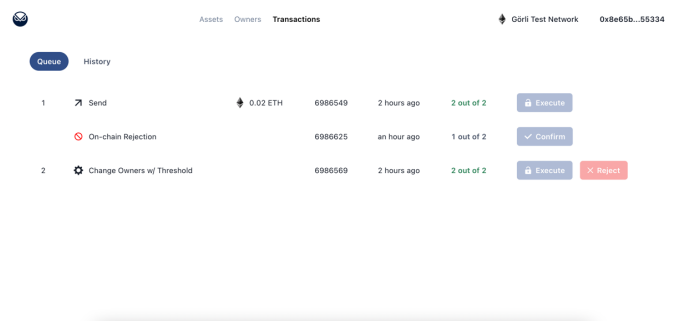 Assets Owners Transactions Görli Test Network 0x8e65b...55334
Queue History
1 Send 0.02 ETH 6986549 2 hours ago 2 out of 2 Execute
On-chain Rejection 6986625 an hour ago 1 out of 2 Confirm
2 Change Owners w/ Threshold 6986569 2 hours ago 2 out of 2 Execute Reject